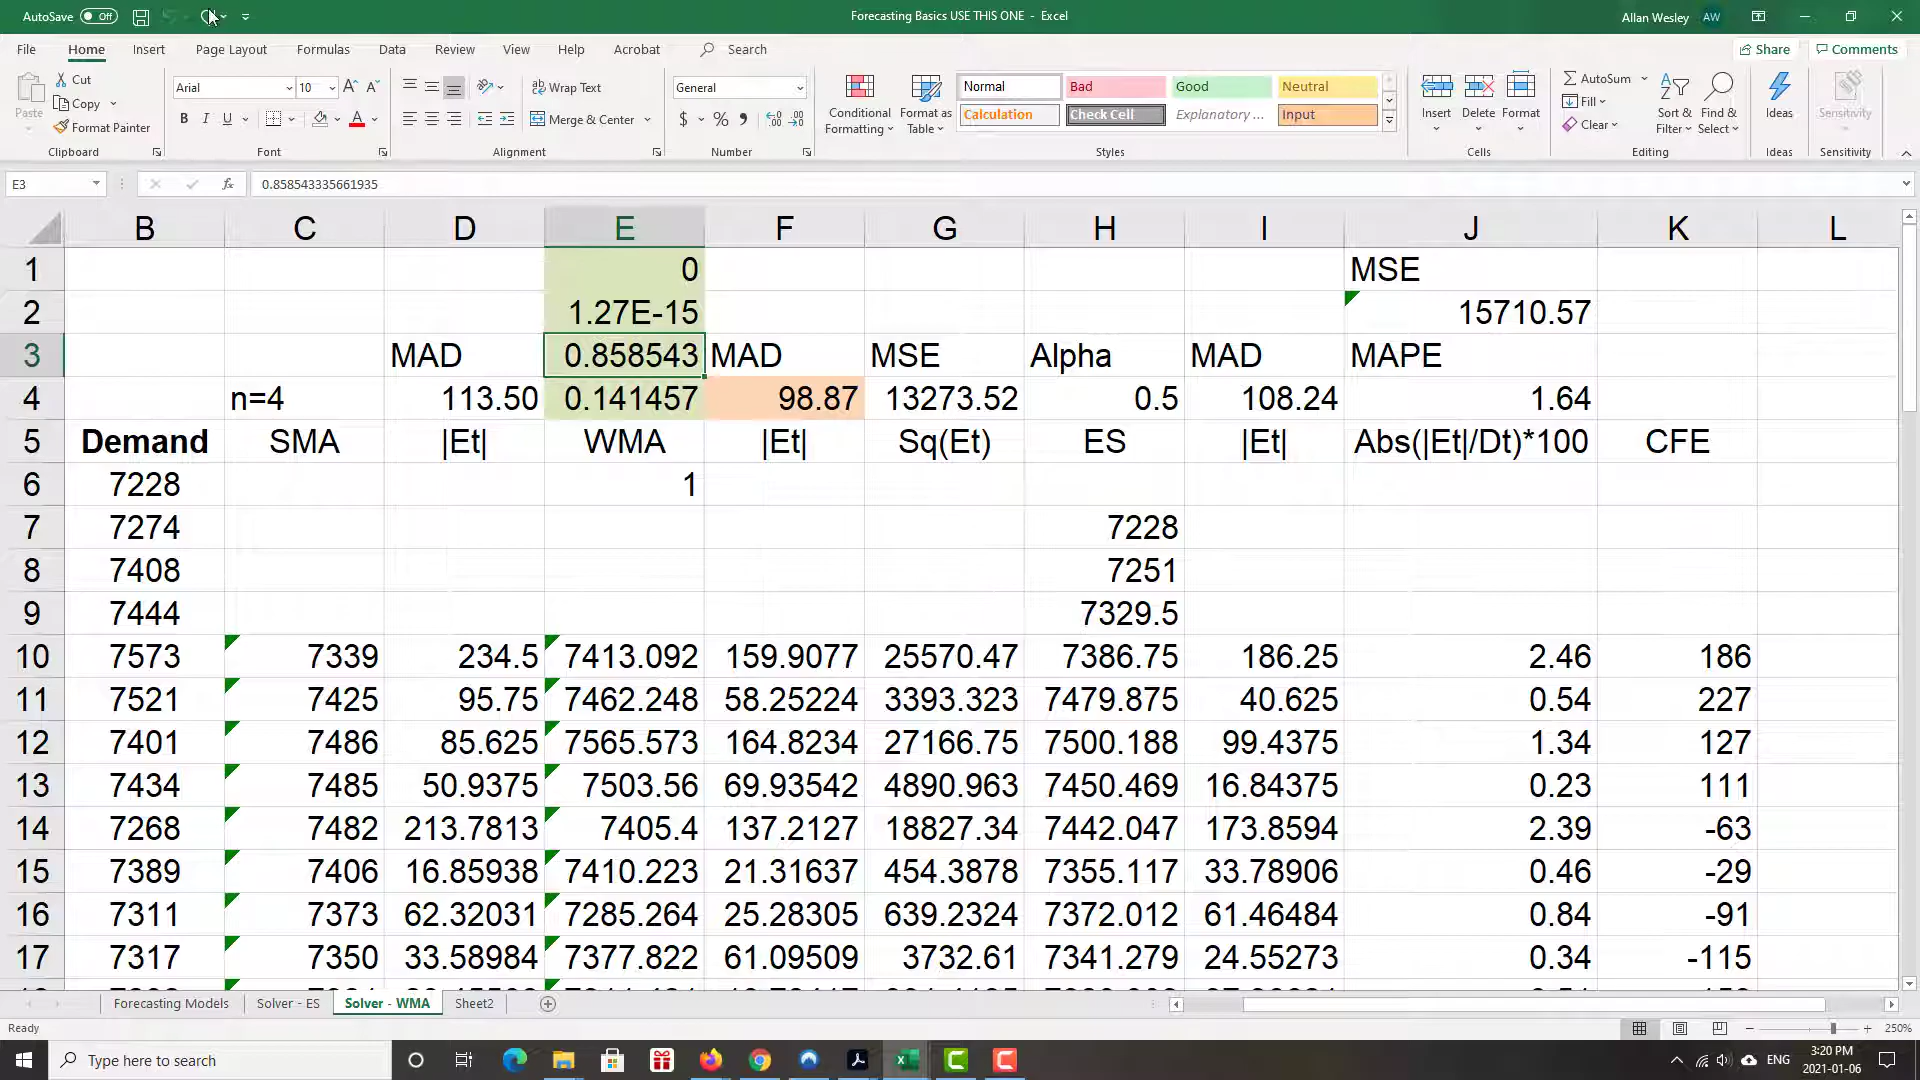 AutoSave Off
Forecasting Basics USE THIS ONE - Excel
Allan Wesley AW
File Home Insert Page Layout Formulas Data Review View Help Acrobat Search
Share Comments
Paste
Cut
Copy
Format Painter
Clipboard
Arial 10
B I U
Font
Wrap Text
Merge & Center
Alignment
General
$ % 9
Number
Conditional Formatting
Format as Table
Normal Bad Good Neutral
Calculation Check Cell Explanatory ... Input
Styles
Insert Delete Format
Cells
AutoSum
Fill
Clear
Sort & Filter
Find & Select
Editing
Ideas
Ideas
Sensitivity
Sensitivity
E3 fx 0.858543335661935
B C D E F G H I J K L
1 0 MSE
2 1.27E-15 15710.57
3 MAD 0.858543 MAD MSE Alpha MAD MAPE
4 n=4 113.50 0.141457 98.87 13273.52 0.5 108.24 1.64
5 Demand SMA |Et| WMA |Et| Sq(Et) ES |Et| Abs(|Et|/Dt)*100 CFE
6 7228 1
7 7274 7228
8 7408 7251
9 7444 7329.5
10 7573 7339 234.5 7413.092 159.9077 25570.47 7386.75 186.25 2.46 186
11 7521 7425 95.75 7462.248 58.25224 3393.323 7479.875 40.625 0.54 227
12 7401 7486 85.625 7565.573 164.8234 27166.75 7500.188 99.4375 1.34 127
13 7434 7485 50.9375 7503.56 69.93542 4890.963 7450.469 16.84375 0.23 111
14 7268 7482 213.7813 7405.4 137.2127 18827.34 7442.047 173.8594 2.39 -63
15 7389 7406 16.85938 7410.223 21.31637 454.3878 7355.117 33.78906 0.46 -29
16 7311 7373 62.32031 7285.264 25.28305 639.2324 7372.012 61.46484 0.84 -91
17 7317 7350 33.58984 7377.822 61.09509 3732.61 7341.279 24.55273 0.34 -115
Forecasting Models Solver - ES Solver - WMA Sheet2
Ready
250%
Type here to search
ENG
3:20 PM
2021-01-06